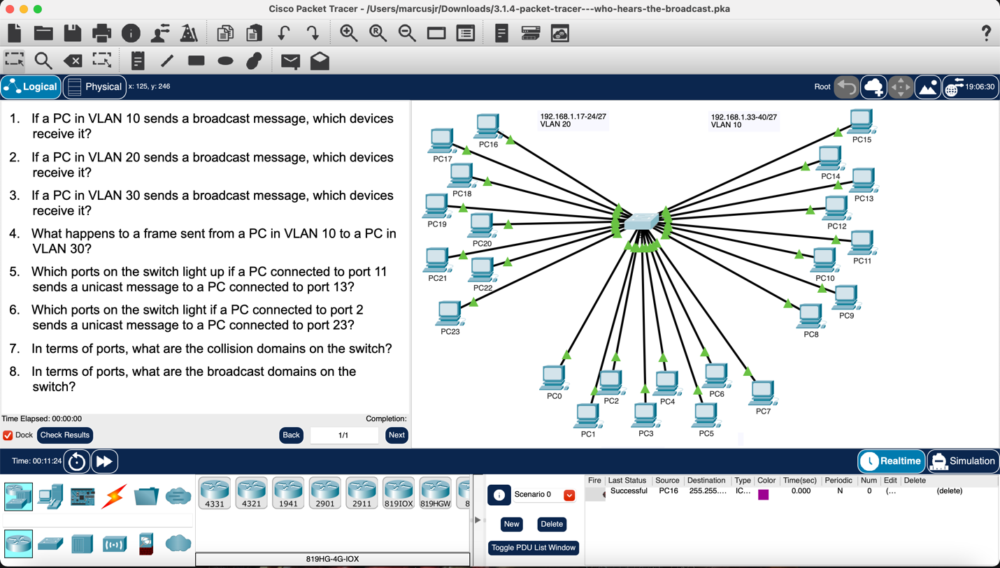 Cisco Packet Tracer - /Users/marcusjr/Downloads/3.1.4-packet-tracer---who-hears-the-broadcast.pka
?
Logical
Physical
x: 125, y: 246
Root
19:06:30
1. If a PC in VLAN 10 sends a broadcast message, which devices
receive it?
2. If a PC in VLAN 20 sends a broadcast message, which devices
receive it?
3. If a PC in VLAN 30 sends a broadcast message, which devices
receive it?
4. What happens to a frame sent from a PC in VLAN 10 to a PC in
VLAN 30?
5. Which ports on the switch light up if a PC connected to port 11
sends a unicast message to a PC connected to port 13?
6. Which ports on the switch light if a PC connected to port 2
sends a unicast message to a PC connected to port 23?
7. In terms of ports, what are the collision domains on the switch?
8. In terms of ports, what are the broadcast domains on the
switch?
Time Elapsed: 00:00:00
Completion:
Dock
Check Results
Back
1/1
Next
192.168.1.17-24/27
VLAN 20
192.168.1.33-40/27
VLAN 10
PC16
PC15
PC17
PC14
PC18
PC13
PC19
PC12
PC20
PC11
PC21
PC10
PC22
PC9
PC23
PC8
PC0
PC2
PC4
PC6
PC7
PC1
PC3
PC5
Time: 00:11:24
Realtime
Simulation
4331
4321
1941
2901
2911
819IOX
819HGW
8
819HG-4G-IOX
Scenario 0
New
Delete
Toggle PDU List Window
Fire Last Status Source Destination Type Color Time(sec) Periodic Num Edit Delete
Successful PC16 255.255.... IC... 0.000 N 0 (... (delete)